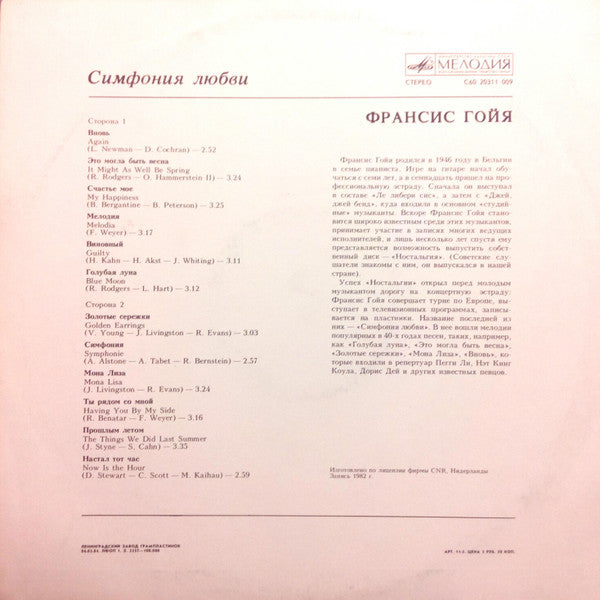 Симфония любви
МЕЛОДИЯ
СТЕРЕО С60 20311 009
ФРАНСИС ГОЙЯ
Сторона 1
Вновь
Again
(L. Newman — D. Cochran) — 2.52
Это могла быть весна
It Might As Well Be Spring
(R. Rodgers — O. Hammerstein II) — 3.24
Счастье мое
My Happiness
(B. Bergantine — B. Peterson) — 3.25
Мелодия
Melodia
(F. Weyer) — 3.17
Виновный
Guilty
(H. Kahn — H. Akst — J. Whiting) — 3.11
Голубая луна
Blue Moon
(R. Rodgers — L. Hart) — 3.12
Сторона 2
Золотые сережки
Golden Earrings
(V. Young — J. Livingston — R. Evans) — 3.03
Симфония
Symphonie
(A. Alstone — A. Tabet — R. Bernstein) — 2.57
Мона Лиза
Mona Lisa
(J. Livingston — R. Evans) — 3.24
Ты рядом со мной
Having You By My Side
(R. Benatar — F. Weyer) — 3.16
Прошлым летом
The Things We Did Last Summer
(J. Styne — S. Cahn) — 3.35
Настал тот час
Now Is the Hour
(D. Stewart — C. Scott — M. Kaihau) — 2.59
Франсис Гойя родился в 1946 году в Бельгии
в семье пианиста. Игре на гитаре начал обу-
чаться с семи лет, а в семнадцать пришел на про-
фессиональную эстраду. Сначала он выступал
в составе «Ле либери сис», а затем с «Джей,
джей бенд», куда входили в основном «студий-
ные» музыканты. Вскоре Франсис Гойя стано-
вится широко известным среди этих музыкантов,
принимает участие в записях многих ведущих
исполнителей, и лишь несколько лет спустя ему
представляется возможность выпустить соб-
ственный диск — «Ностальгия». (Советские слу-
шатели знакомы с ним, он выпускался в нашей
стране).
Успех «Ностальгии» открыл перед молодым
музыкантом дорогу на концертную эстраду:
Франсис Гойя совершает турне по Европе, вы-
ступает в телевизионных программах, записы-
вается на пластинки. Название последней из
них — «Симфония любви». В нее вошли мелодии
популярных в 40-х годах песен, таких, например,
как «Голубая луна», «Это могла быть весна»,
«Золотые сережки», «Мона Лиза», «Вновь», ко-
торые входили в репертуар Пегги Ли, Нэт Кинг
Коула, Дорис Дей и других известных певцов.
Изготовлено по лицензии фирмы CNR, Нидерланды
Запись 1982 г.
ЛЕНИНГРАДСКИЙ ЗАВОД ГРАМПЛАСТИНОК